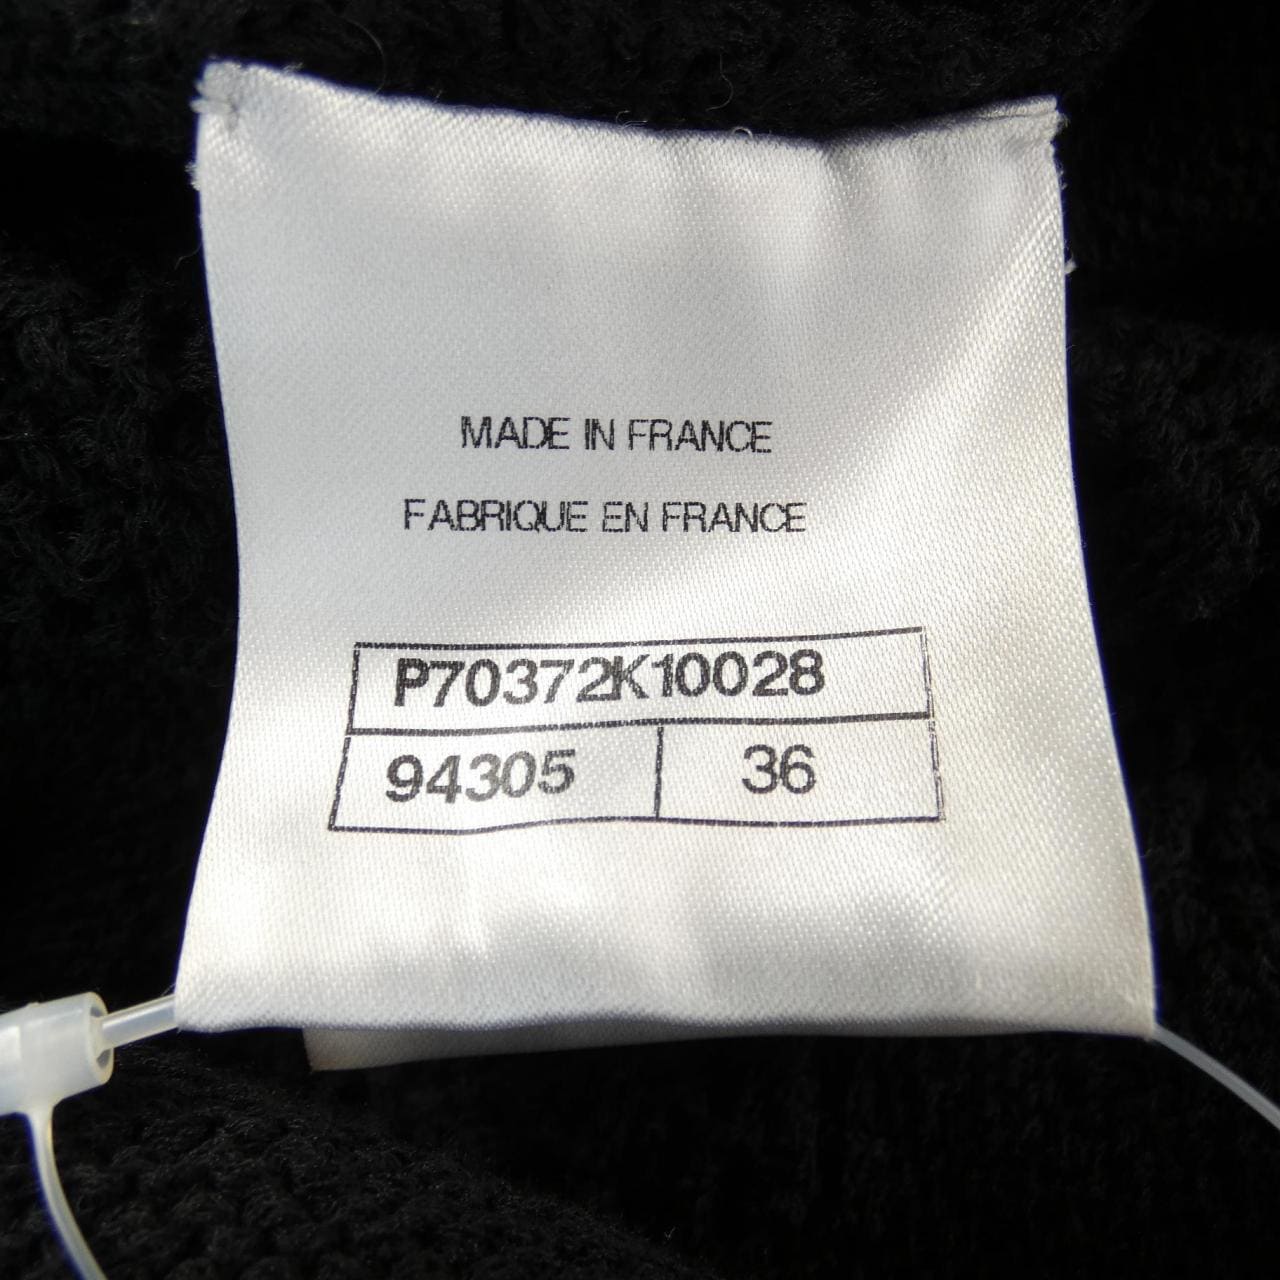 MADE IN FRANCE
FABRIQUE EN FRANCE
P70372K10028
94305 36